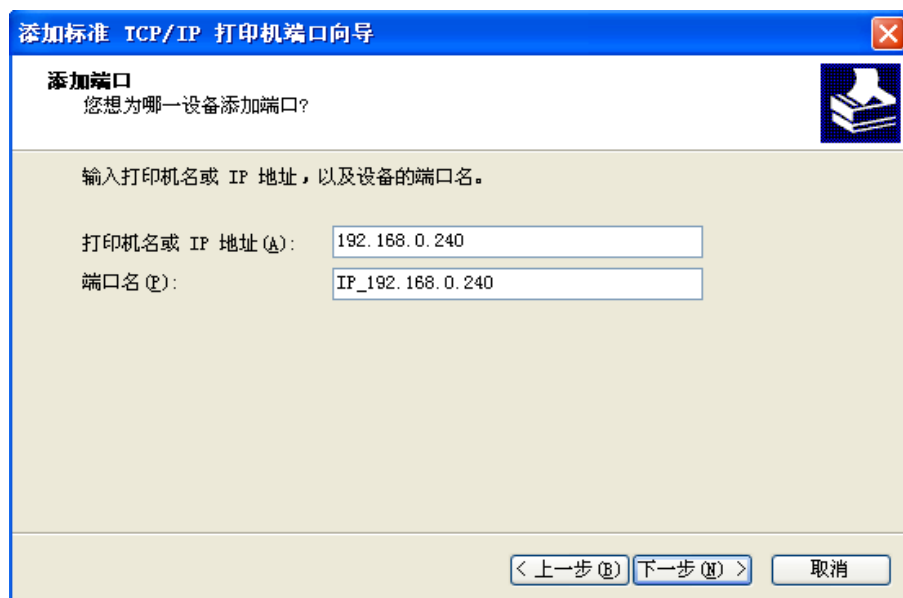 添加标准 TCP/IP 打印机端口向导
添加端口
您想为哪一设备添加端口?
输入打印机名或 IP 地址，以及设备的端口名。
打印机名或 IP 地址(A): 192.168.0.240
端口名(P): IP_192.168.0.240
< 上一步(B) 下一步(N) > 取消